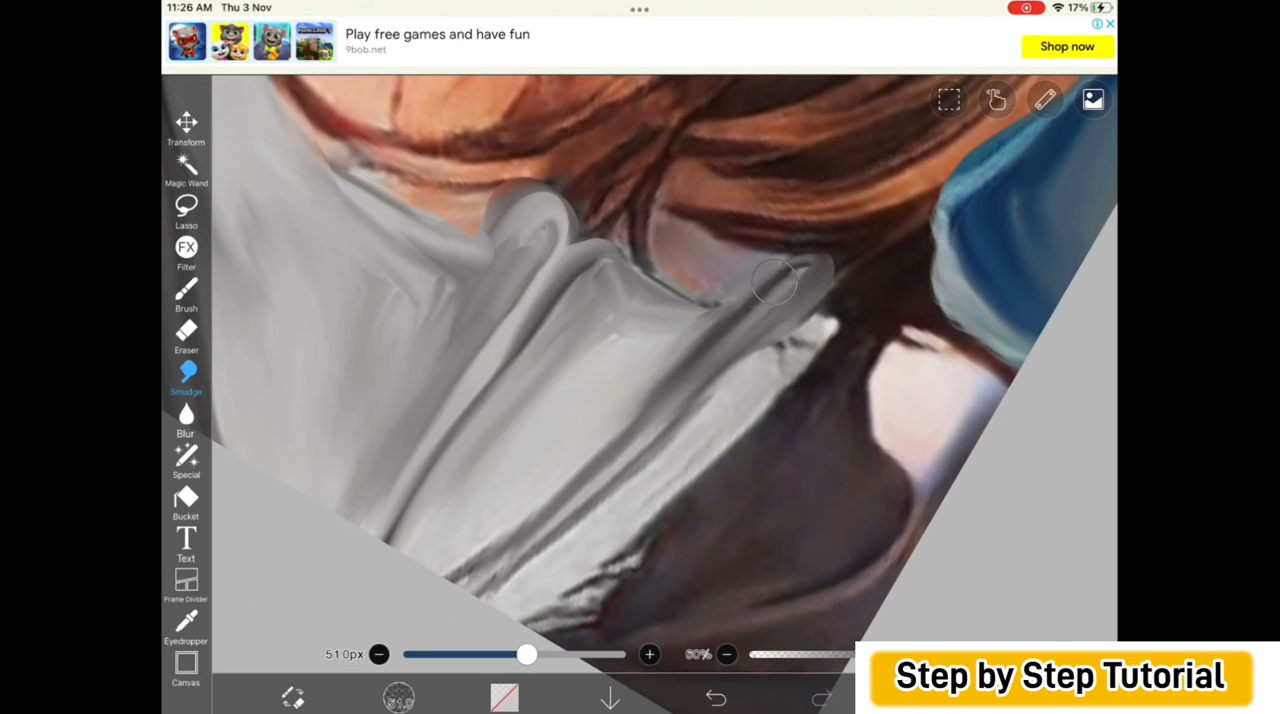 11:26 AM Thu 3 Nov
17%
Play free games and have fun
9bob.net
Shop now
Transform
Magic Wand
Lasso
FX
Filter
Brush
Eraser
Smudge
Blur
Special
Bucket
T
Text
Frame Divider
Eyedropper
Canvas
51.0px
60%
51.0
Step by Step Tutorial